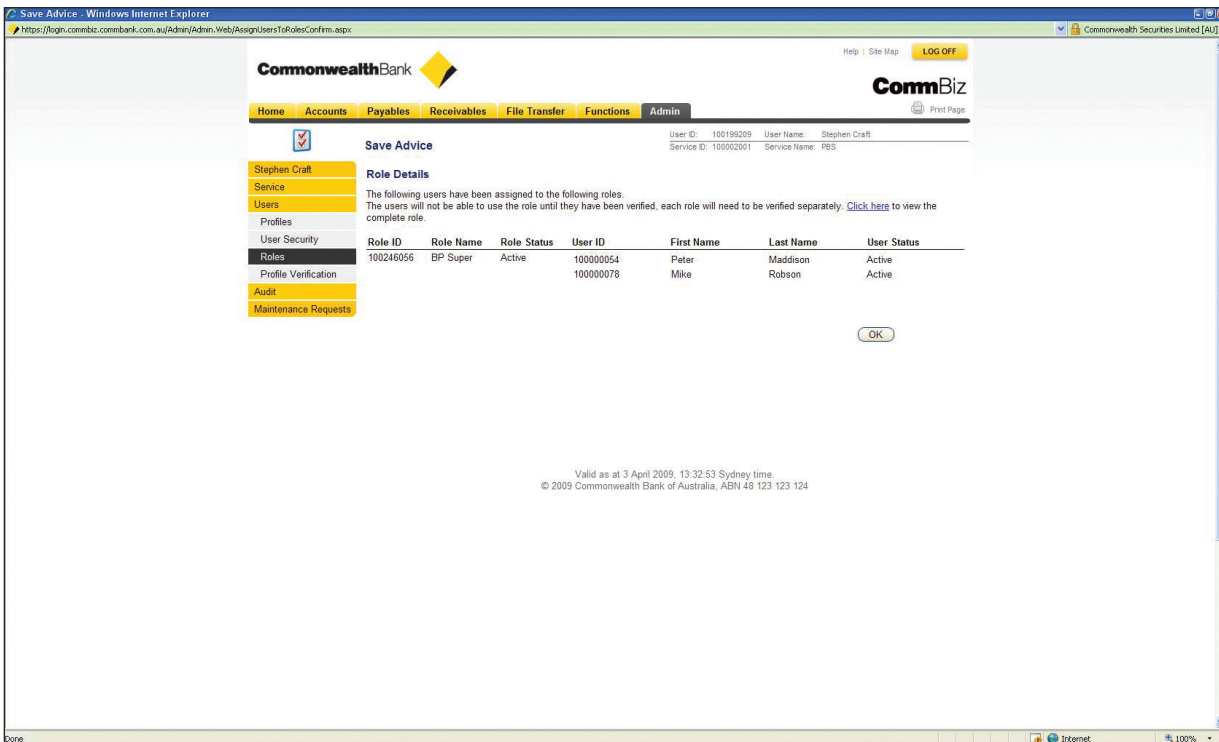 Save Advice - Windows Internet Explorer
https://login.commbiz.commbank.com.au/Admin/Admin.Web/AssignUsersToRolesConfirm.aspx
Commonwealth Securities Limited [AU]
Help | Site Map LOG OFF
CommonwealthBank
CommBiz
Home Accounts Payables Receivables File Transfer Functions Admin
Print Page
User ID: 100199209 User Name: Stephen Craft
Service ID: 100002001 Service Name: PBS
Save Advice
Stephen Craft
Service
Users
Profiles
User Security
Roles
Profile Verification
Audit
Maintenance Requests
Role Details
The following users have been assigned to the following roles.
The users will not be able to use the role until they have been verified, each role will need to be verified separately. Click here to view the
complete role.
Role ID Role Name Role Status User ID First Name Last Name User Status
100246056 BP Super Active 100000054 Peter Maddison Active
100000078 Mike Robson Active
OK
Valid as at 3 April 2009, 13:32:53 Sydney time.
© 2009 Commonwealth Bank of Australia, ABN 48 123 123 124
Done
Internet
100%